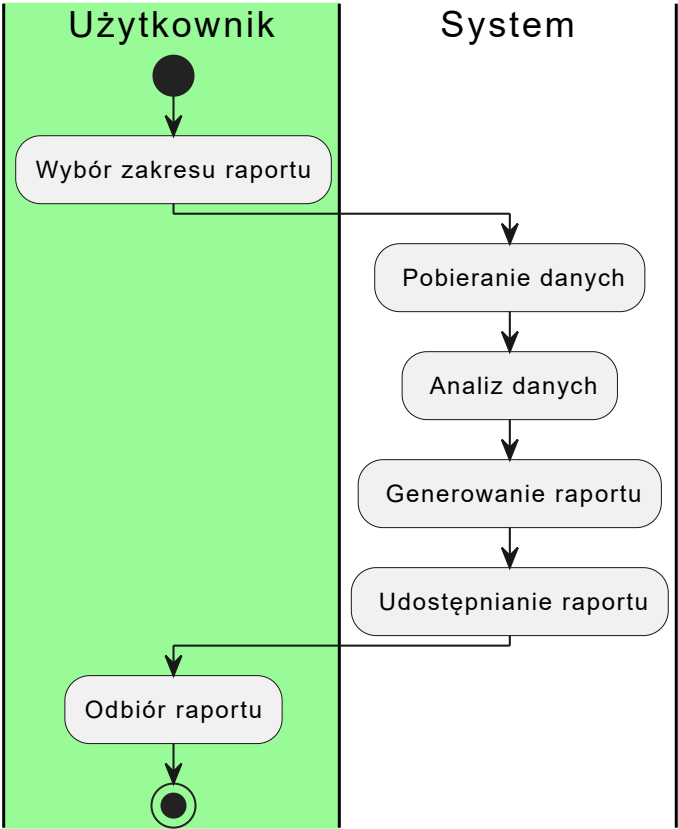 Użytkownik
System
Wybór zakresu raportu
Pobieranie danych
Analiz danych
Generowanie raportu
Udostępnianie raportu
Odbiór raportu